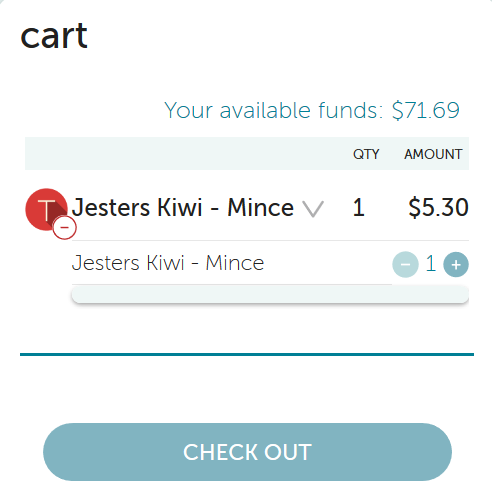 cart
Your available funds: $71.69
QTY AMOUNT
T Jesters Kiwi - Mince 1 $5.30
Jesters Kiwi - Mince - 1 +
CHECK OUT